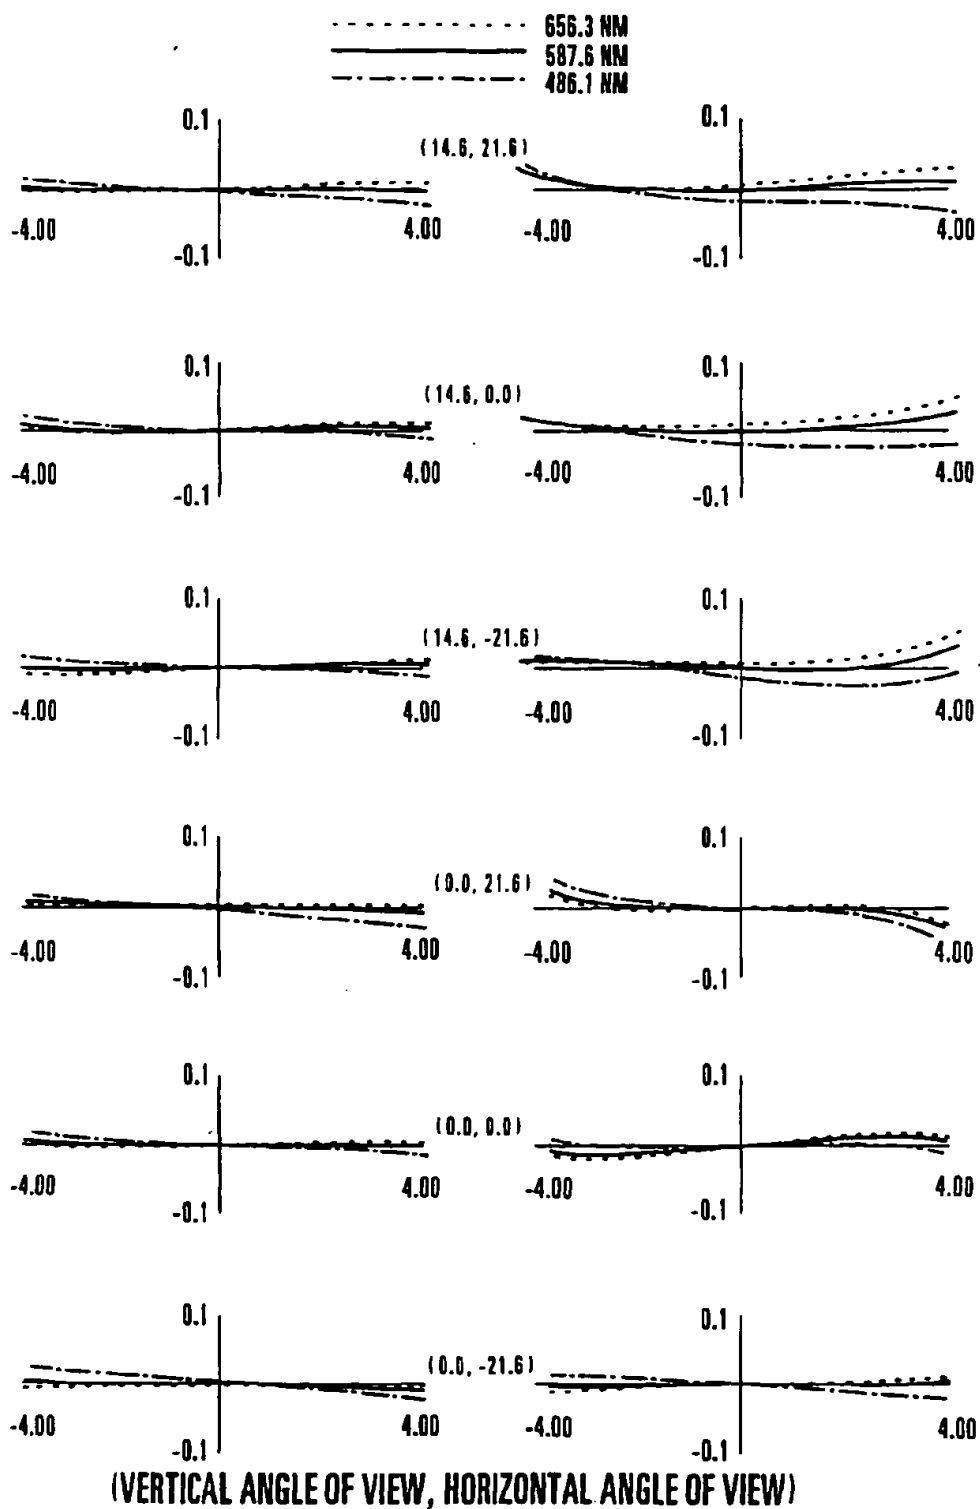 656.3 NM
587.6 NM
486.1 NM
0.1 (14.6, 21.6) 0.1
-4.00 4.00 -4.00 4.00
-0.1 -0.1
0.1 (14.6, 0.0) 0.1
-4.00 4.00 -4.00 4.00
-0.1 -0.1
0.1 (14.6, -21.6) 0.1
-4.00 4.00 -4.00 4.00
-0.1 -0.1
0.1 (0.0, 21.6) 0.1
-4.00 4.00 -4.00 4.00
-0.1 -0.1
0.1 (0.0, 0.0) 0.1
-4.00 4.00 -4.00 4.00
-0.1 -0.1
0.1 (0.0, -21.6) 0.1
-4.00 4.00 -4.00 4.00
-0.1 -0.1
(VERTICAL ANGLE OF VIEW, HORIZONTAL ANGLE OF VIEW)